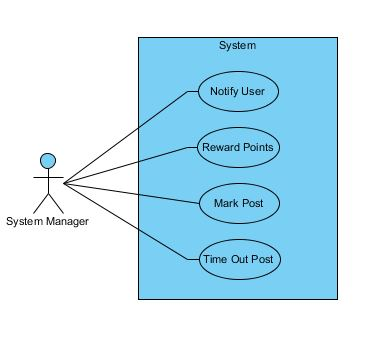 System
Notify User
Reward Points
Mark Post
System Manager
Time Out Post